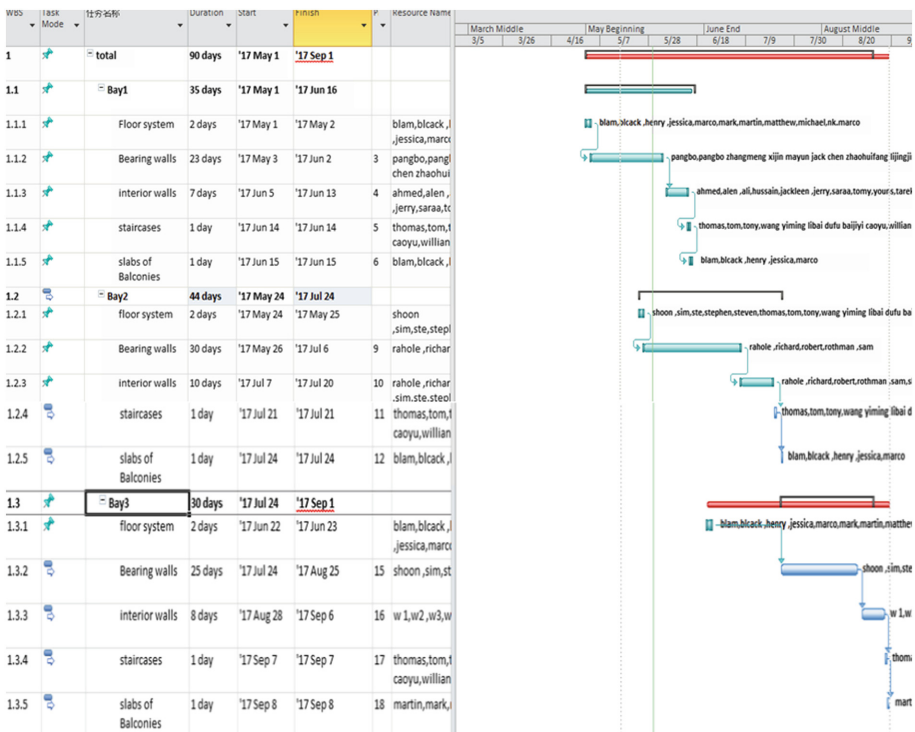 WBS Task Mode 任务名称 Duration Start Finish P Resource Name
March Middle May Beginning June End August Middle
3/5 3/26 4/16 5/7 5/28 6/18 7/9 7/30 8/20 9
1 total 90 days '17 May 1 '17 Sep 1
1.1 Bay1 35 days '17 May 1 '17 Jun 16
1.1.1 Floor system 2 days '17 May 1 '17 May 2 blam,blcack ,
,jessica,marco
blam,blcack ,henry ,jessica,marco,mark,martin,matthew,michael,nk.marco
1.1.2 Bearing walls 23 days '17 May 3 '17 Jun 2 3 pangbo,pang
chen zhaohui
pangbo,pangbo zhangmeng xijin mayun jack chen zhaohuifang lijingji
1.1.3 interior walls 7 days '17 Jun 5 '17 Jun 13 4 ahmed,alen ,
,jerry,saraa,to
ahmed,alen ,ali,hussain,jackleen ,jerry,saraa,tomy,yours,tarek
1.1.4 staircases 1 day '17 Jun 14 '17 Jun 14 5 thomas,tom,t
caoyu,willian
thomas,tom,tony,wang yiming libai dufu baijiyi caoyu,willian
1.1.5 slabs of Balconies 1 day '17 Jun 15 '17 Jun 15 6 blam,blcack ,
blam,blcack ,henry ,jessica,marco
1.2 Bay2 44 days '17 May 24 '17 Jul 24
1.2.1 floor system 2 days '17 May 24 '17 May 25 shoon
,sim,ste,steph
shoon ,sim,ste,stephen,steven,thomas,tom,tony,wang yiming libai dufu ba
1.2.2 Bearing walls 30 days '17 May 26 '17 Jul 6 9 rahole ,richar
rahole ,richard,robert,rothman ,sam
1.2.3 interior walls 10 days '17 Jul 7 '17 Jul 20 10 rahole ,richar
,sim,ste,steph
rahole ,richard,robert,rothman ,sam,s
1.2.4 staircases 1 day '17 Jul 21 '17 Jul 21 11 thomas,tom,t
caoyu,willian
thomas,tom,tony,wang yiming libai d
1.2.5 slabs of Balconies 1 day '17 Jul 24 '17 Jul 24 12 blam,blcack ,
blam,blcack ,henry ,jessica,marco
1.3 Bay3 30 days '17 Jul 24 '17 Sep 1
1.3.1 floor system 2 days '17 Jun 22 '17 Jun 23 blam,blcack ,
,jessica,marco
blam,blcack ,henry ,jessica,marco,mark,martin,matthe
1.3.2 Bearing walls 25 days '17 Jul 24 '17 Aug 25 15 shoon ,sim,st
shoon ,sim,ste
1.3.3 interior walls 8 days '17 Aug 28 '17 Sep 6 16 w 1,w2 ,w3,w
w 1,w
1.3.4 staircases 1 day '17 Sep 7 '17 Sep 7 17 thomas,tom,t
caoyu,willian
thoma
1.3.5 slabs of Balconies 1 day '17 Sep 8 '17 Sep 8 18 martin,mark,
mart